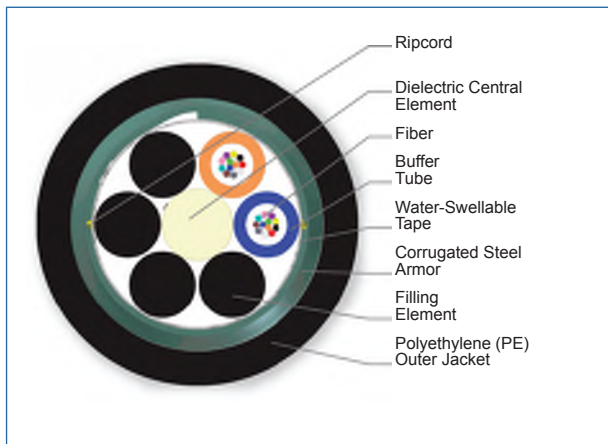 Ripcord
Dielectric Central
Element
Fiber
Buffer
Tube
Water-Swellable
Tape
Corrugated Steel
Armor
Filling
Element
Polyethylene (PE)
Outer Jacket